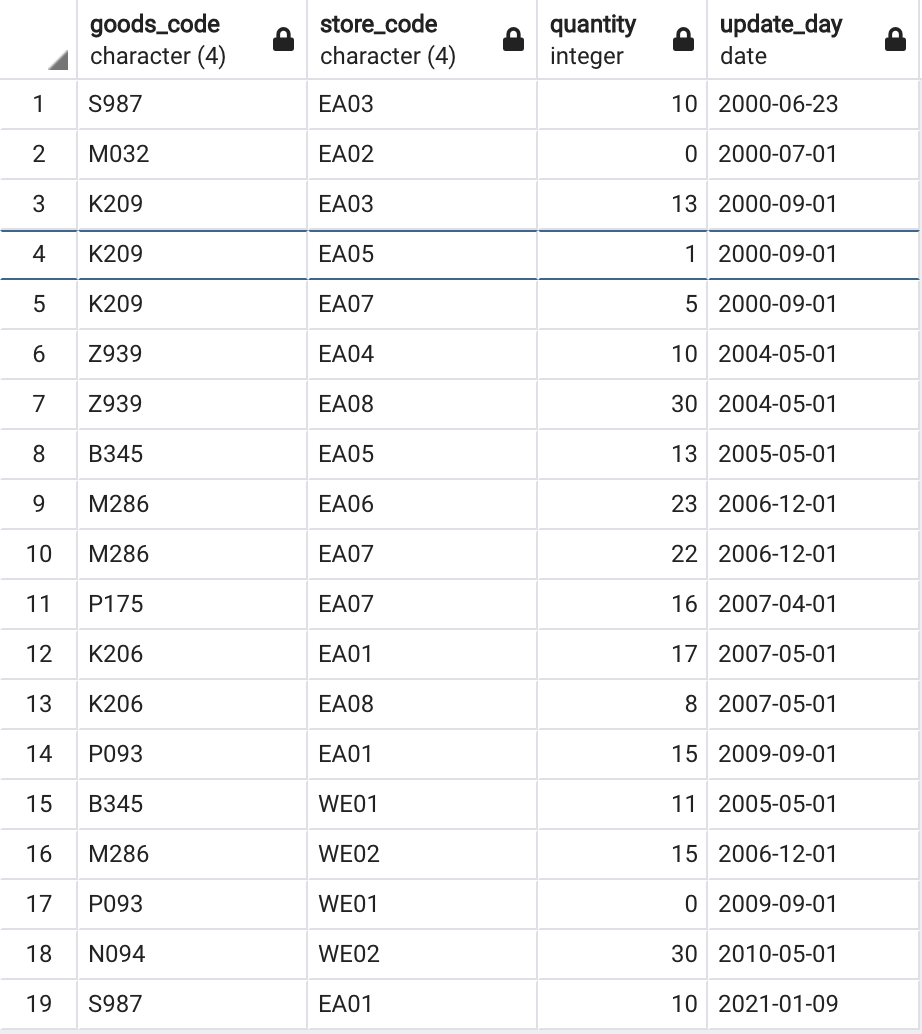 goods_code store_code quantity update_day
character (4) character (4) integer date
1 S987 EA03 10 2000-06-23
2 M032 EA02 0 2000-07-01
3 K209 EA03 13 2000-09-01
4 K209 EA05 1 2000-09-01
5 K209 EA07 5 2000-09-01
6 Z939 EA04 10 2004-05-01
7 Z939 EA08 30 2004-05-01
8 B345 EA05 13 2005-05-01
9 M286 EA06 23 2006-12-01
10 M286 EA07 22 2006-12-01
11 P175 EA07 16 2007-04-01
12 K206 EA01 17 2007-05-01
13 K206 EA08 8 2007-05-01
14 P093 EA01 15 2009-09-01
15 B345 WE01 11 2005-05-01
16 M286 WE02 15 2006-12-01
17 P093 WE01 0 2009-09-01
18 N094 WE02 30 2010-05-01
19 S987 EA01 10 2021-01-09